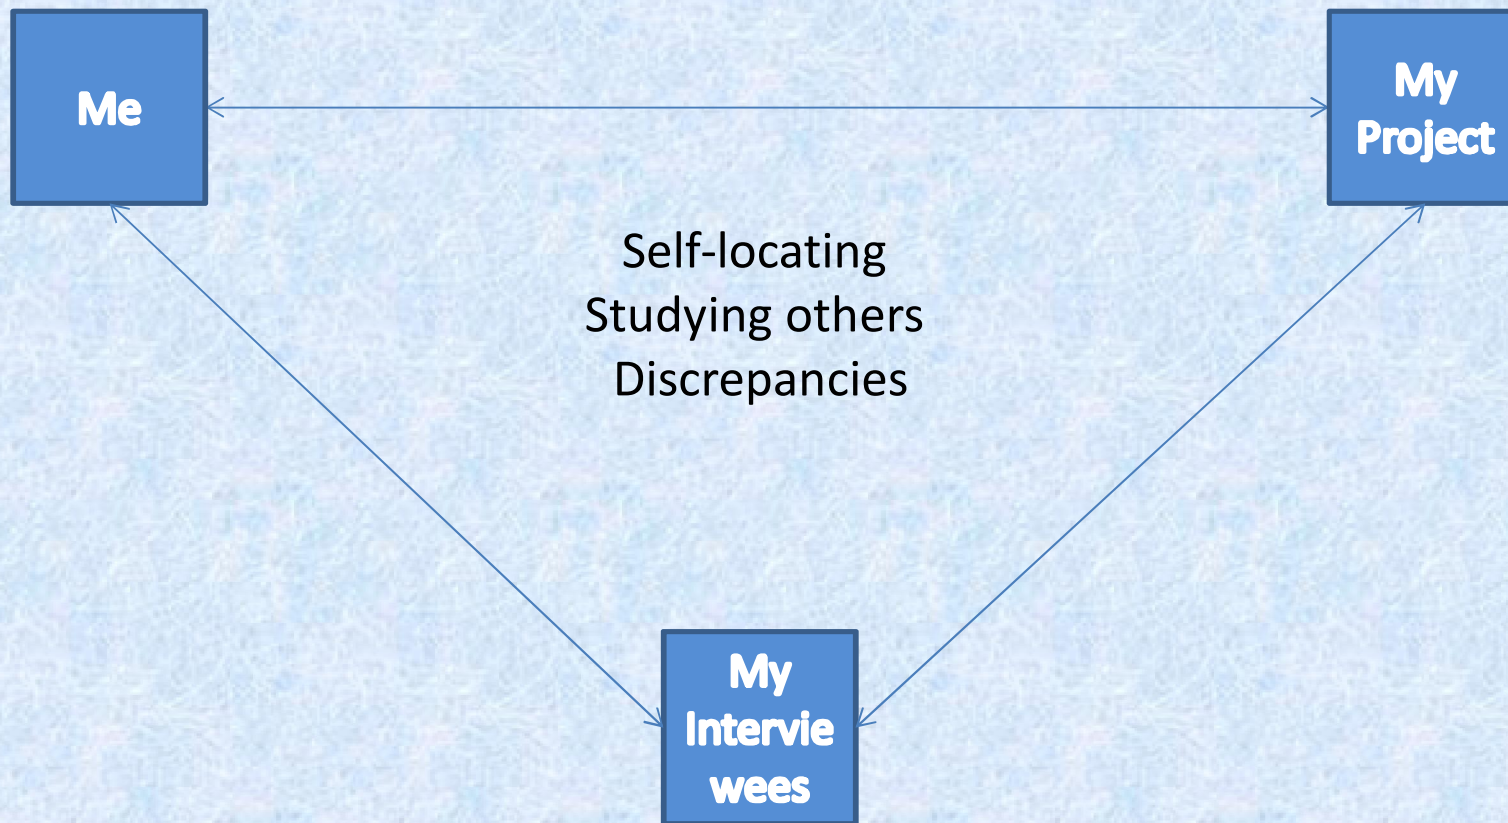 Me
My
Project
Self-locating
Studying others
Discrepancies
My
Intervie
wees